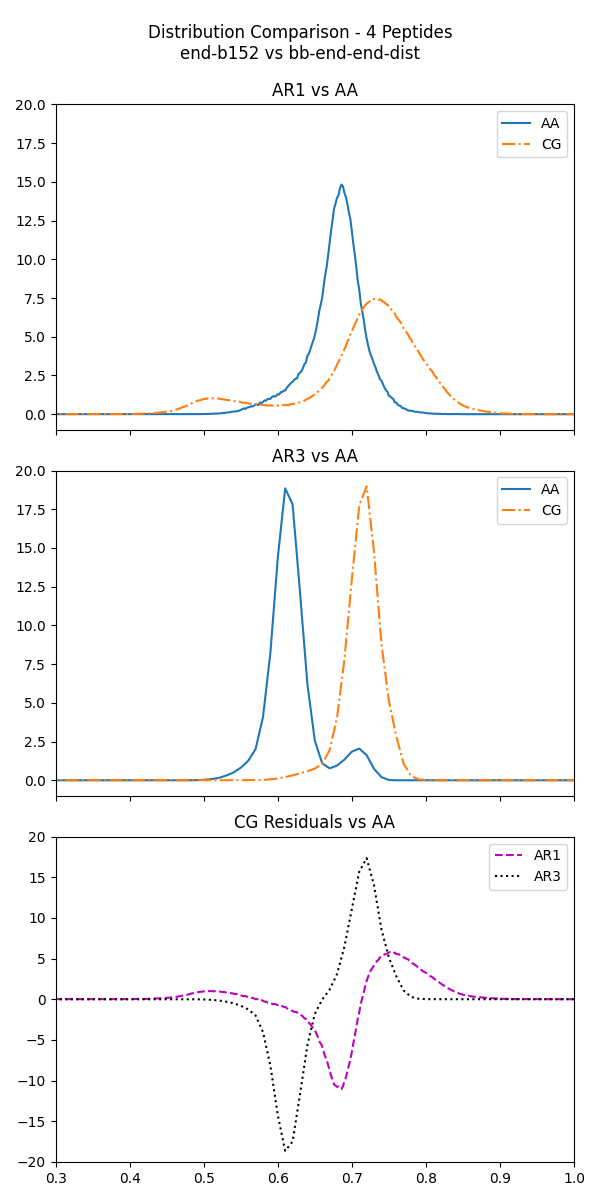 Distribution Comparison - 4 Peptides
end-b152 vs bb-end-end-dist
AR1 vs AA
20.0
17.5
15.0
12.5
10.0
7.5
5.0
2.5
0.0
AA
CG
AR3 vs AA
20.0
17.5
15.0
12.5
10.0
7.5
5.0
2.5
0.0
AA
CG
CG Residuals vs AA
20
15
10
5
0
−5
−10
−15
−20
AR1
AR3
0.3 0.4 0.5 0.6 0.7 0.8 0.9 1.0